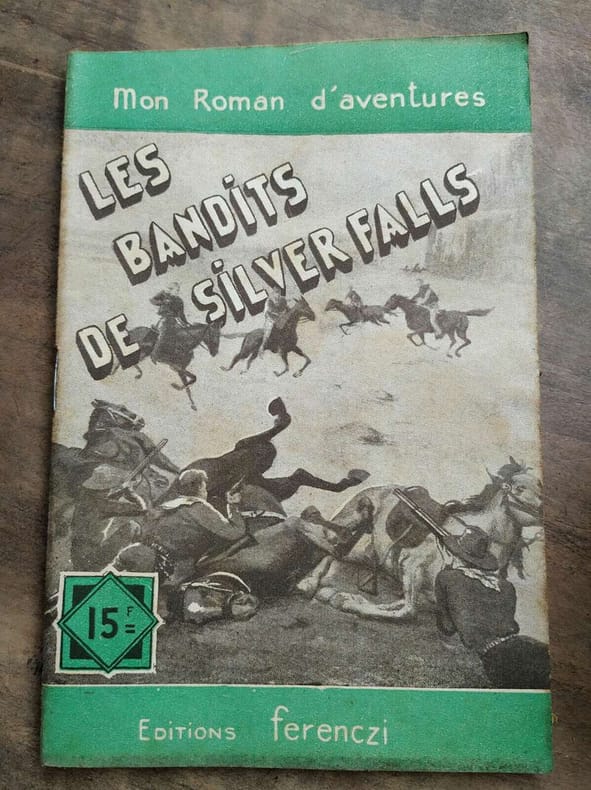 Mon Roman d'aventures
LES
BANDITS
DE SILVER FALLS
15F=
EDITIONS ferenczi